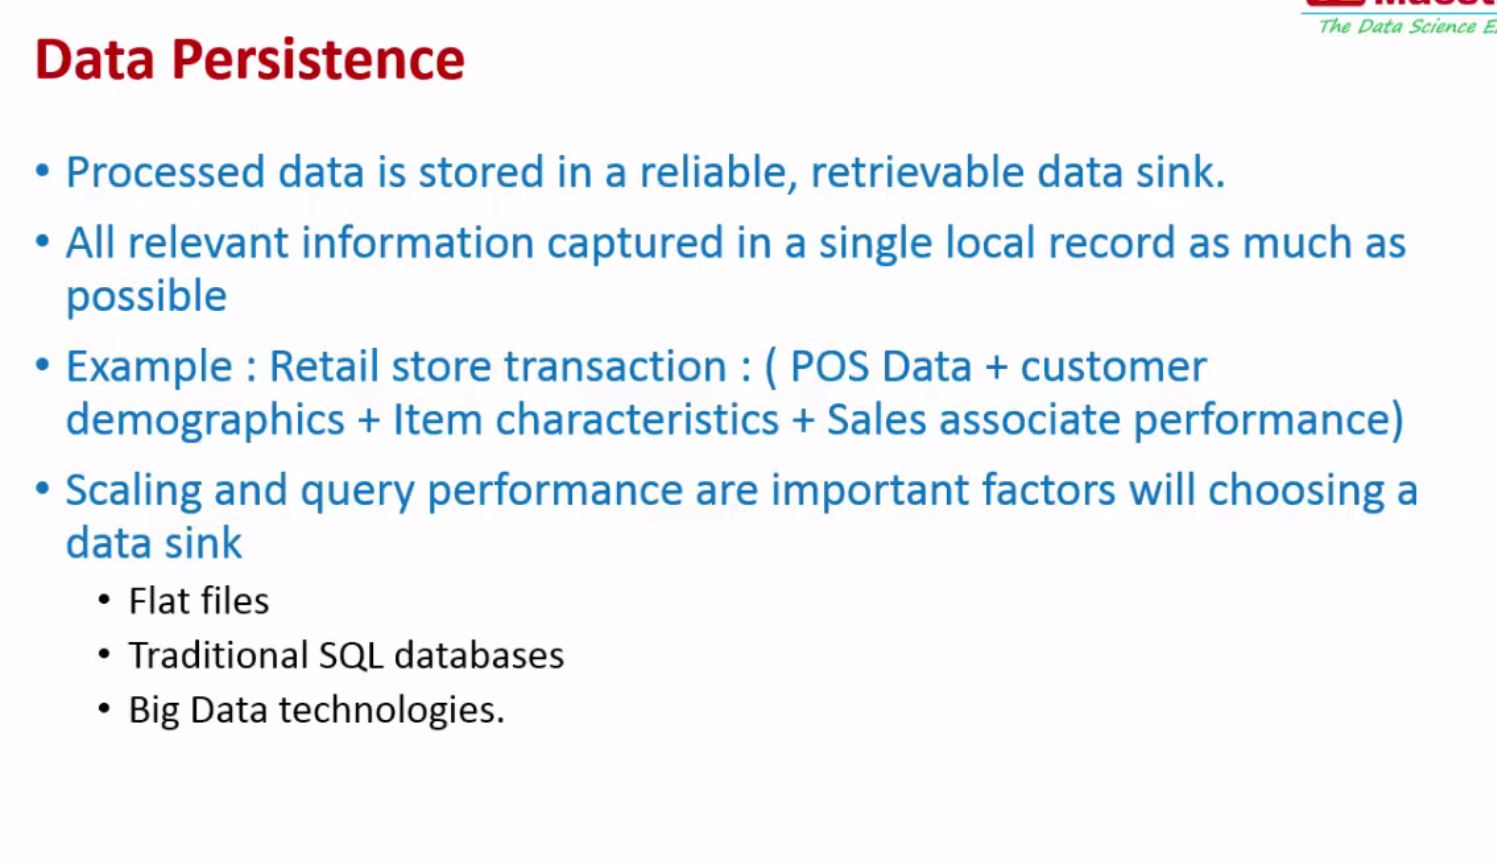 The Data Science
Data Persistence
• Processed data is stored in a reliable, retrievable data sink.
• All relevant information captured in a single local record as much as
possible
• Example : Retail store transaction : ( POS Data + customer
demographics + Item characteristics + Sales associate performance)
• Scaling and query performance are important factors will choosing a
data sink
• Flat files
• Traditional SQL databases
• Big Data technologies.